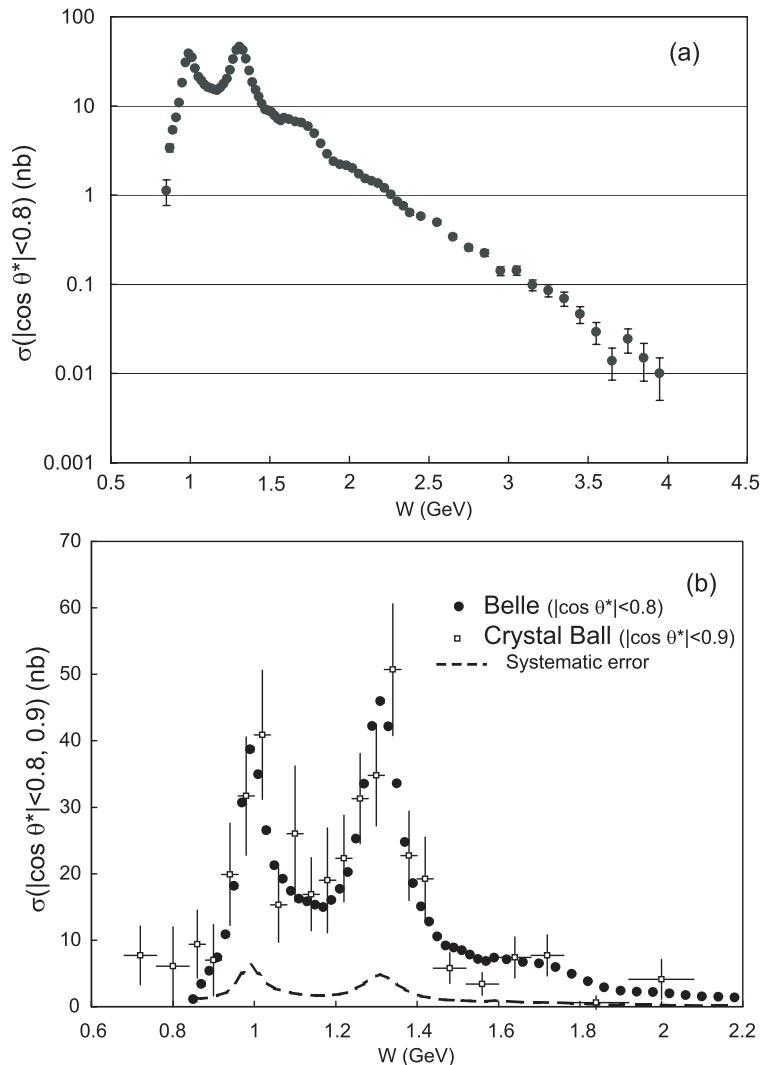 (a)
σ(|cos θ*|<0.8) (nb)
100
10
1
0.1
0.01
0.001
0.5 1 1.5 2 2.5 3 3.5 4 4.5
W (GeV)
(b)
σ(|cos θ*|<0.8, 0.9) (nb)
70
60
50
40
30
20
10
0
Belle (|cos θ*|<0.8)
Crystal Ball (|cos θ*|<0.9)
Systematic error
0.6 0.8 1 1.2 1.4 1.6 1.8 2 2.2
W (GeV)